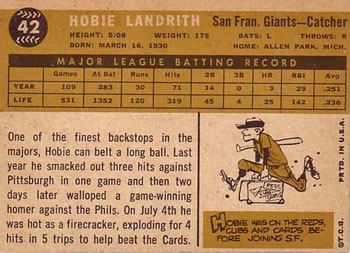 42
HOBIE LANDRITH San Fran. Giants—Catcher
HEIGHT: 5:08 WEIGHT: 175 BATS: L THROWS: R
BORN: MARCH 16, 1930 HOME: ALLEN PARK, MICH.
MAJOR LEAGUE BATTING RECORD
Games At Bat Runs Hits 2B 3B HR RBI Avg.
YEAR 109 283 30 71 14 0 3 29 .251
LIFE 531 1352 120 319 45 5 22 142 .236
One of the finest backstops in the
majors, Hobie can belt a long ball. Last
year he smacked out three hits against
Pittsburgh in one game and then two
days later walloped a game-winning
homer against the Phils. On July 4th he
was hot as a firecracker, exploding for 4
hits in 5 trips to help beat the Cards.
HOBIE WAS ON THE REDS,
CUBS AND CARDS BE-
FORE JOINING S.F.
©T.C.G. PRTD. IN U.S.A.